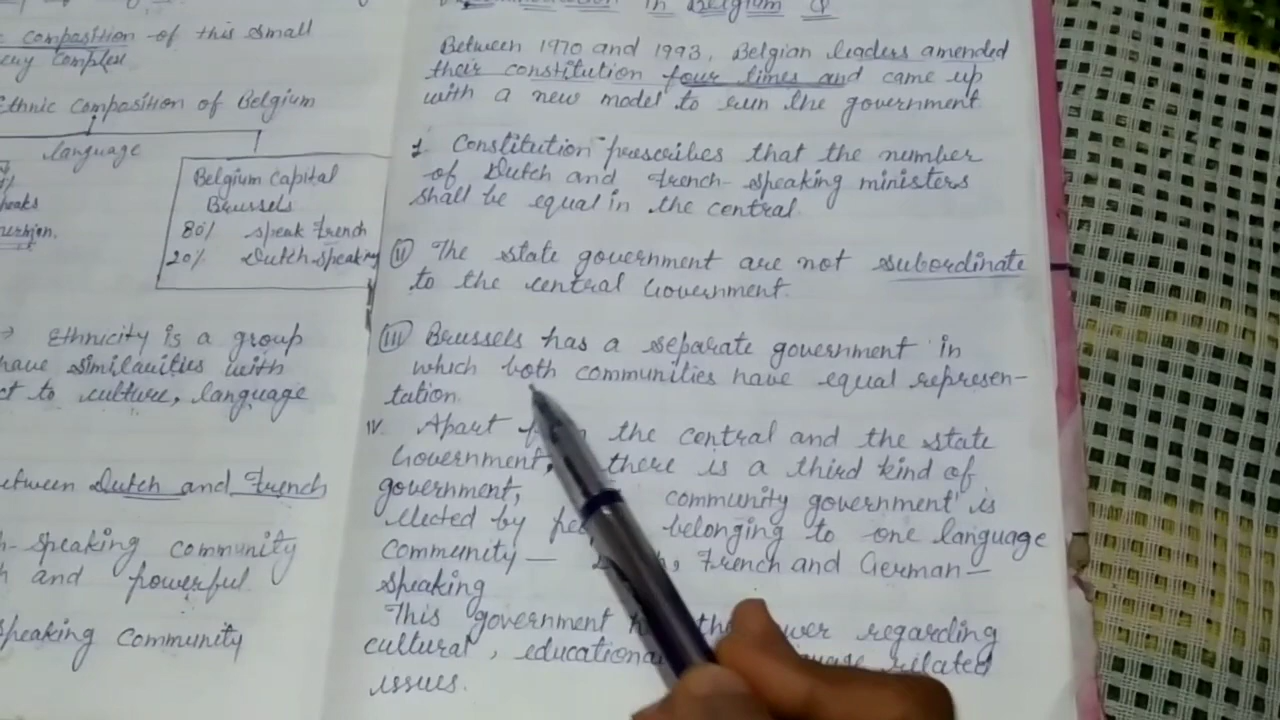 composition of this small
Ethnic composition of Belgium
language
Belgium Capital
Brussels
80% speak French
20% Dutch-speaking
→ Ethnicity is a group
have similarities with
to culture, language
between Dutch and French
speaking community
and powerful
speaking community
in Belgium
Between 1970 and 1993, Belgian leaders amended
their constitution four times and came up
with a new model to run the government
1 Constitution prescribes that the number
of Dutch and French-speaking ministers
shall be equal in the central.
(II) The state government are not subordinate
to the central Government.
(III) Brussels has a separate government in
which both communities have equal represen-
tation.
IV. Apart the central and the state
Government, there is a third kind of
government, community government' is
elected by belonging to one language
community — French and German—
speaking
This government the regarding
cultural, related
issues.